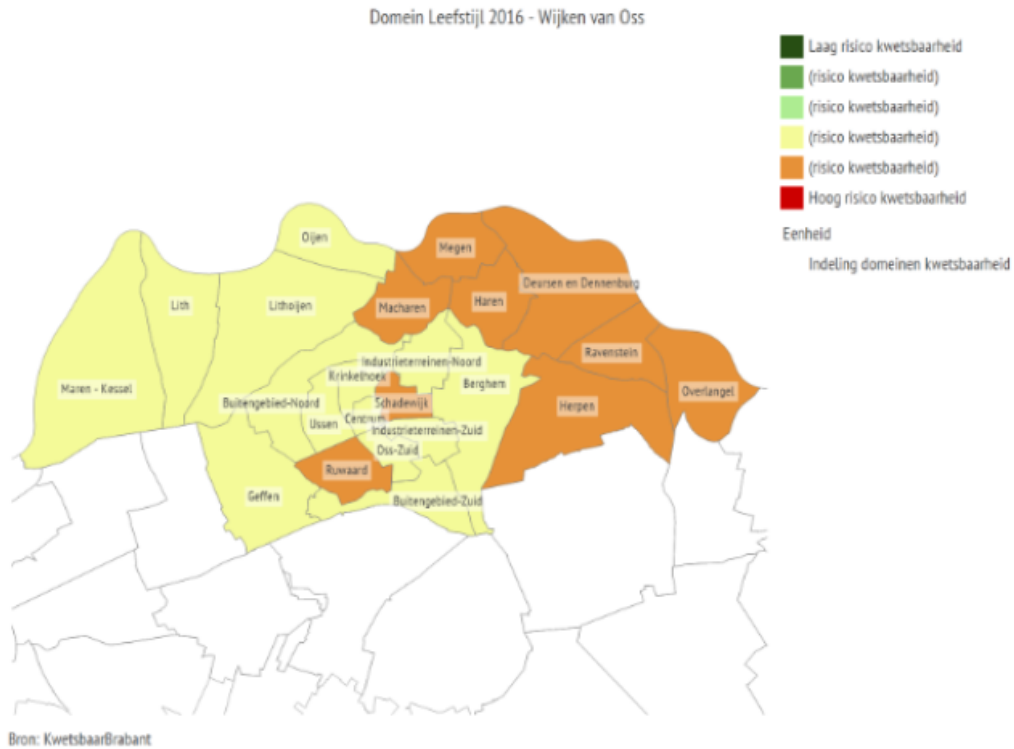 Domein Leefstijl 2016 - Wijken van Oss
Laag risico kwetsbaarheid
(risico kwetsbaarheid)
(risico kwetsbaarheid)
(risico kwetsbaarheid)
(risico kwetsbaarheid)
Hoog risico kwetsbaarheid
Eenheid
Indeling domeinen kwetsbaarheid
Oijen
Megen
Deursen en Dennenburg
Lith
Lithoijen
Macharen
Haren
Ravenstein
Industrieterreinen-Noord
Krinkelhoek
Berghem
Maren - Kessel
Overlangel
Buitengebied-Noord
Schadewijk
Herpen
Ussen
Centrum
Industrieterreinen-Zuid
Oss-Zuid
Ruwaard
Geffen
Buitengebied-Zuid
Bron: KwetsbaarBrabant